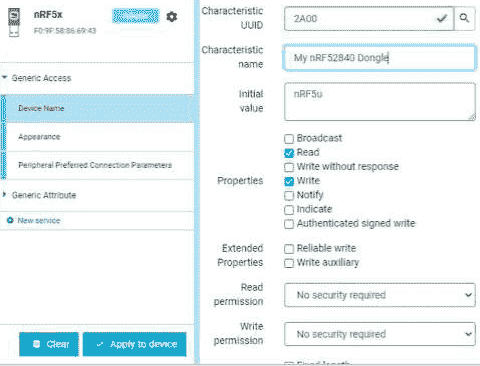 nRF5x
F0:9F:58:86:69:43
Generic Access
Device Name
Appearance
Peripheral Preferred Connection Parameters
Generic Attribute
New service
Clear
Apply to device
Characteristic
UUID
2A00
Characteristic
name
My nRF52840 Dongle
Initial
value
nRF5u
Properties
Broadcast
Read
Write without response
Write
Notify
Indicate
Authenticated signed write
Extended
Properties
Reliable write
Write auxiliary
Read
permission
No security required
Write
permission
No security required